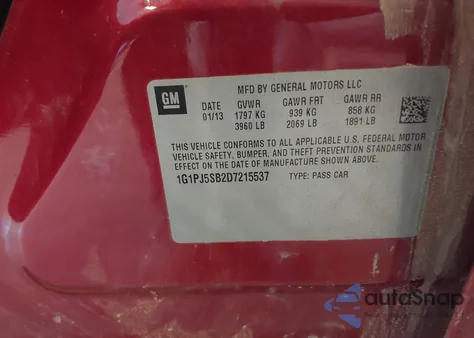 GM
MFD BY GENERAL MOTORS LLC
DATE GVWR GAWR FRT GAWR RR
01/13 1797 KG 939 KG 858 KG
3960 LB 2069 LB 1891 LB
THIS VEHICLE CONFORMS TO ALL APPLICABLE U.S. FEDERAL MOTOR
VEHICLE SAFETY, BUMPER, AND THEFT PREVENTION STANDARDS IN
EFFECT ON THE DATE OF MANUFACTURE SHOWN ABOVE.
1G1PJ5SB2D7215537 TYPE: PASS CAR
autoSnap